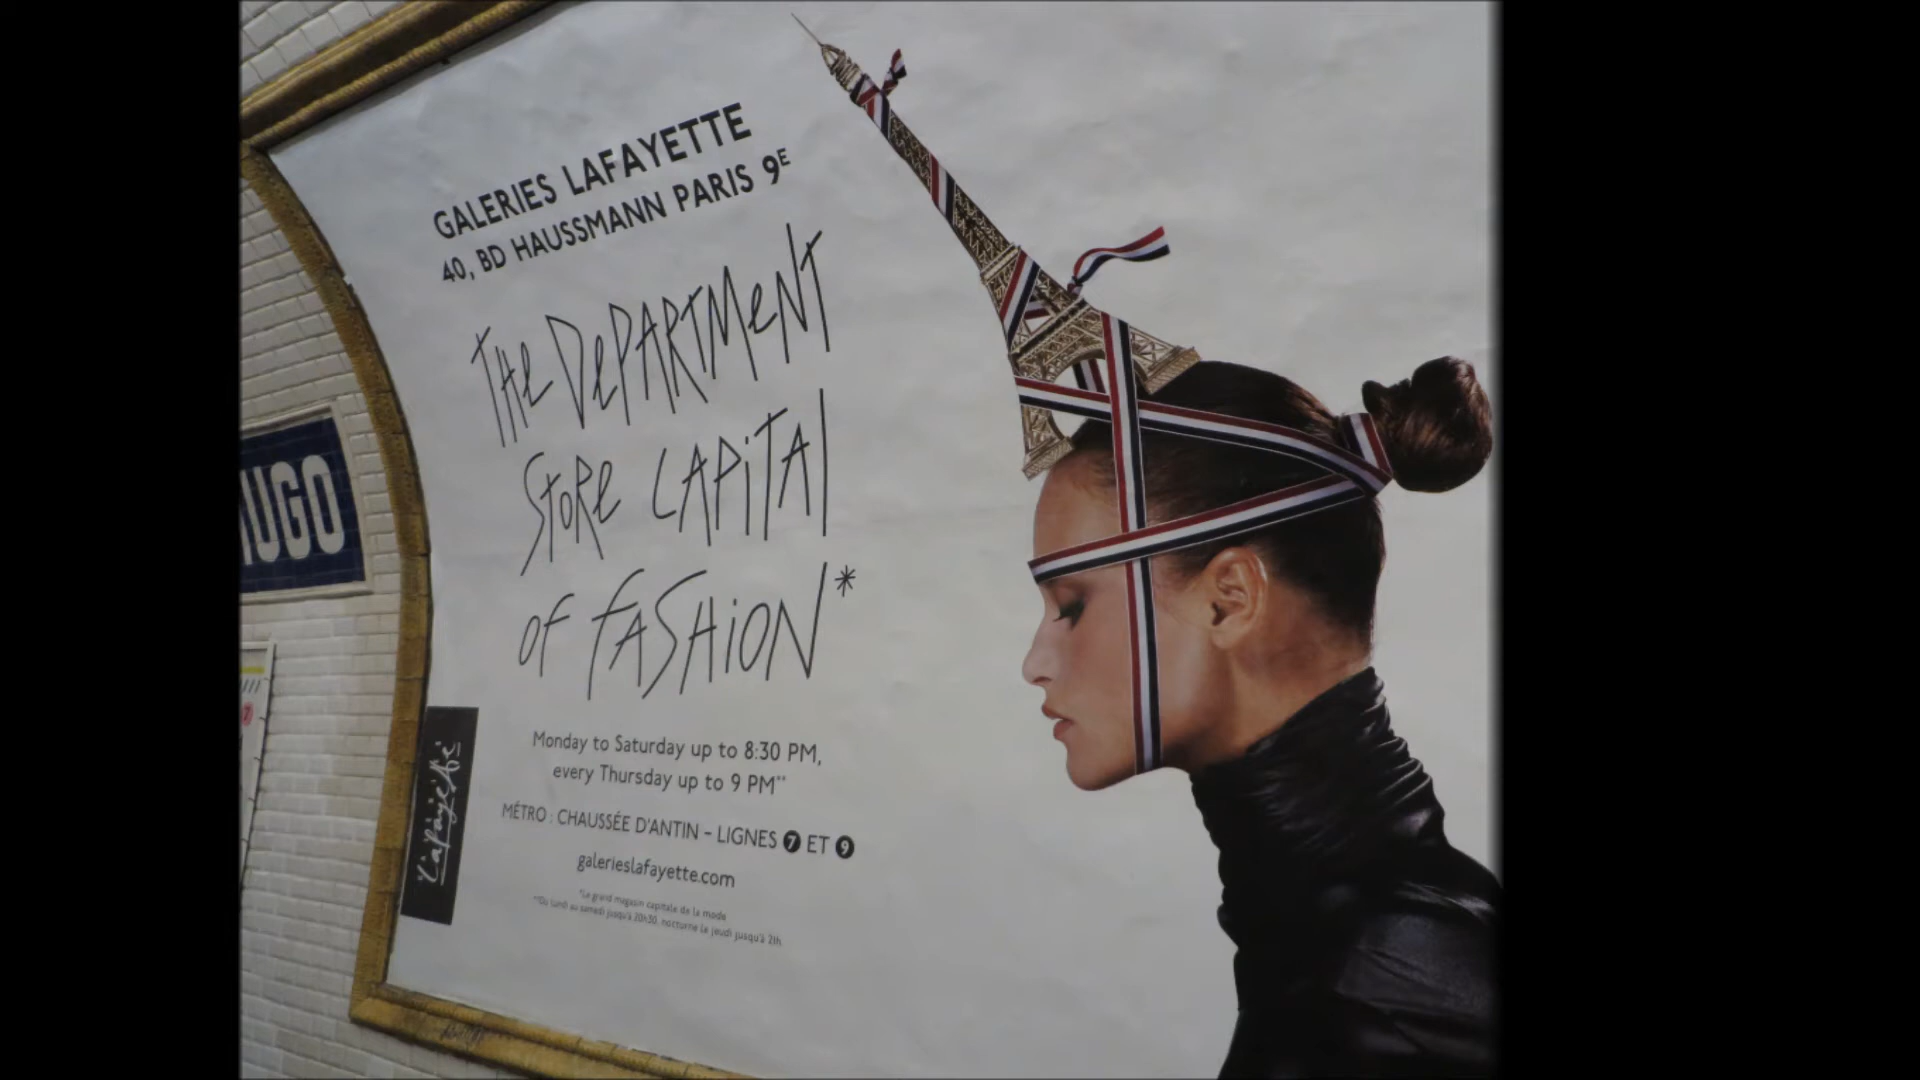 GALERIES LAFAYETTE
40, BD HAUSSMANN PARIS 9E
THE DEPARTMENT
STORE CAPITAL
OF FASHION*
Monday to Saturday up to 8:30 PM,
every Thursday up to 9 PM**
MÉTRO : CHAUSSÉE D'ANTIN – LIGNES 7 ET 9
galerieslafayette.com
*Le grand magasin capitale de la mode
**Du lundi au samedi jusqu'à 20h30, nocturne le jeudi jusqu'à 21h.
UGO
7